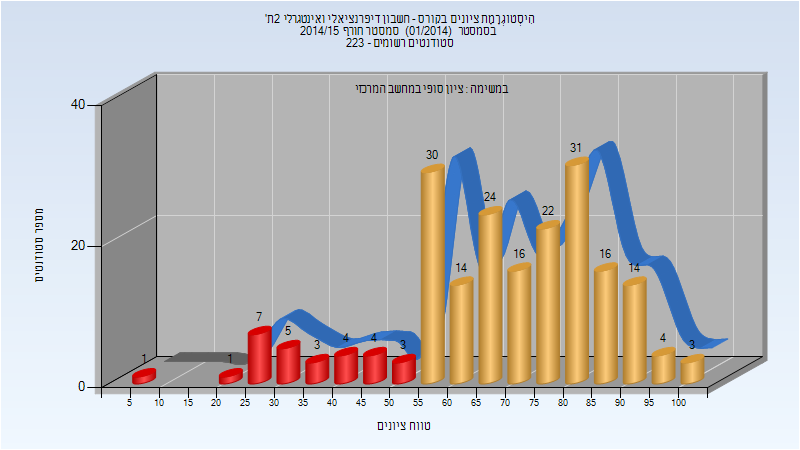 היסטוגרמת ציונים בקורס - חשבון דיפרנציאלי ואינטגרלי 2ת'
בסמסטר (01/2014) סמסטר חורף 2014/15
סטודנטים רשומים - 223
במשימה : ציון סופי במחשב המרכזי
40
20
0
מספר סטודנטים
1 1 7 5 3 4 4 3 30 14 24 16 22 31 16 14 4 3
5 10 15 20 25 30 35 40 45 50 55 60 65 70 75 80 85 90 95 100
טווח ציונים